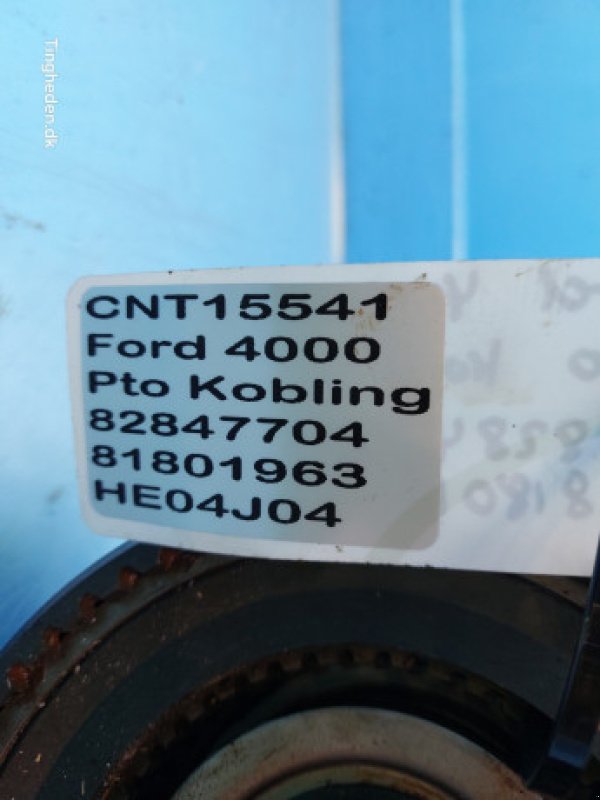 Tingheden.dk
CNT15541
Ford 4000
Pto Kobling
82847704
81801963
HE04J04